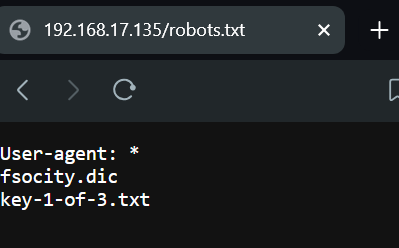 192.168.17.135/robots.txt
User-agent: *
fsocity.dic
key-1-of-3.txt